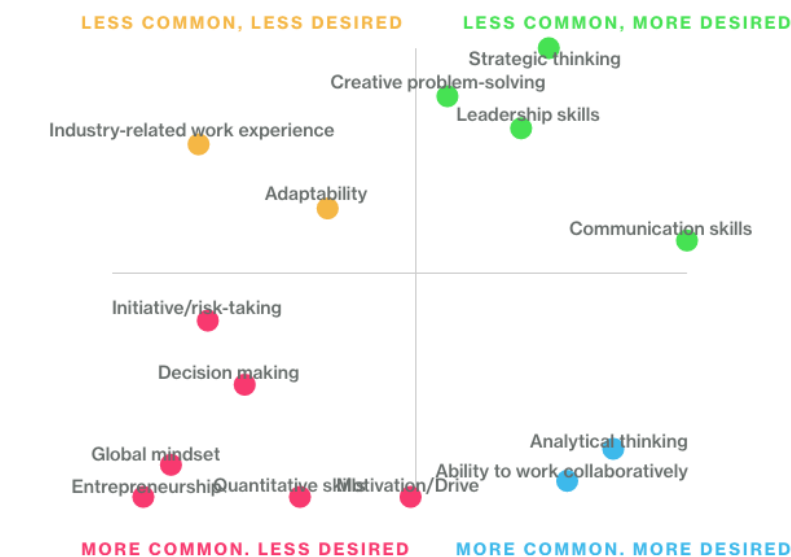 LESS COMMON, LESS DESIRED
LESS COMMON, MORE DESIRED
Strategic thinking
Creative problem-solving
Leadership skills
Industry-related work experience
Adaptability
Communication skills
Initiative/risk-taking
Decision making
Analytical thinking
Global mindset
Ability to work collaboratively
Entrepreneurship
Quantitative skills
Motivation/Drive
MORE COMMON. LESS DESIRED
MORE COMMON. MORE DESIRED